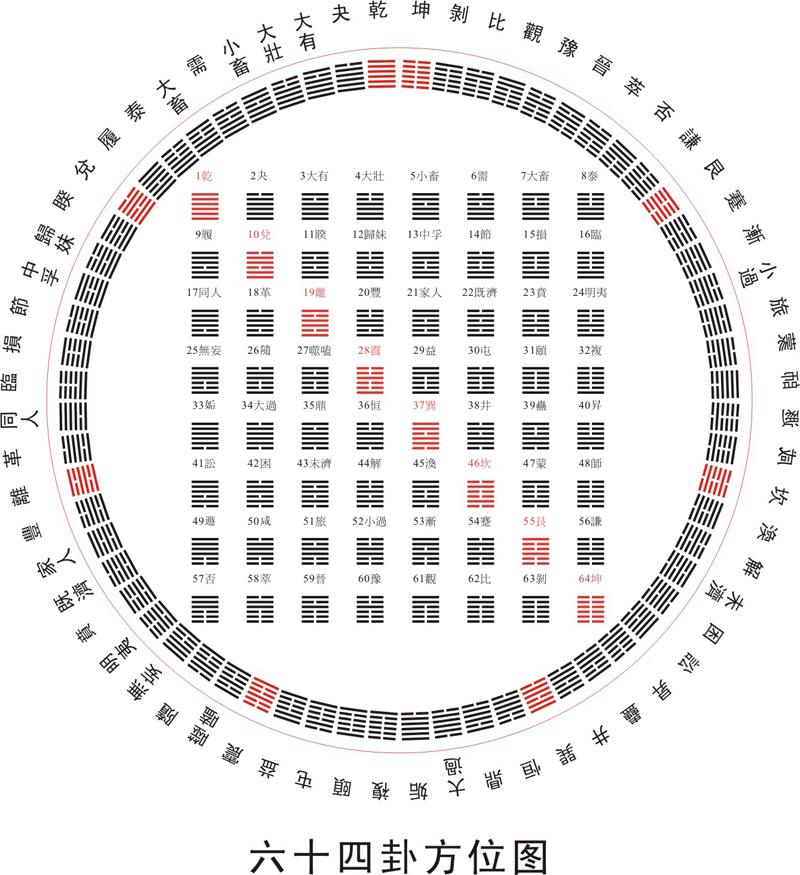 乾
坤
剝
比
觀
豫
晉
萃
否
謙
艮
蹇
漸
小過
旅
咸
遯
師
蒙
坎
渙
解
未濟
困
訟
昇
蠱
井
巽
恒
鼎
大過
姤
複
頤
屯
益
震
噬嗑
隨
無妄
明夷
賁
既濟
家人
豐
離
革
同人
臨
損
節
中孚
歸妹
睽
兌
履
泰
大畜
需
小畜
大壯
大有
夬
1乾 2夬 3大有 4大壯 5小畜 6需 7大畜 8泰
9履 10兌 11睽 12歸妹 13中孚 14節 15損 16臨
17同人 18革 19離 20豐 21家人 22既濟 23賁 24明夷
25無妄 26隨 27噬嗑 28震 29益 30屯 31頤 32複
33姤 34大過 35鼎 36恒 37巽 38井 39蠱 40昇
41訟 42困 43未濟 44解 45渙 46坎 47蒙 48師
49遯 50咸 51旅 52小過 53漸 54蹇 55艮 56謙
57否 58萃 59晉 60豫 61觀 62比 63剝 64坤
六十四卦方位图